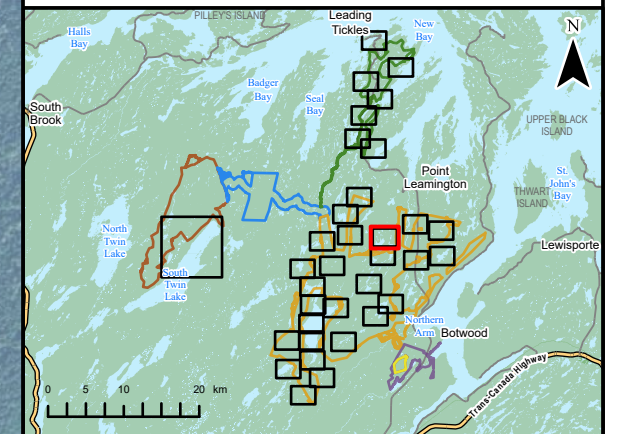 PILLEY'S ISLAND
Leading
Tickles
New
Bay
N
Halls
Bay
Badger
Bay
Seal
Bay
South
Brook
UPPER BLACK
ISLAND
Point
Leamington
St.
John's
Bay
THWART
ISLAND
North
Twin
Lake
Lewisporte
South
Twin
Lake
Northern
Arm
Botwood
Trans-Canada Highway
0 5 10 20 km